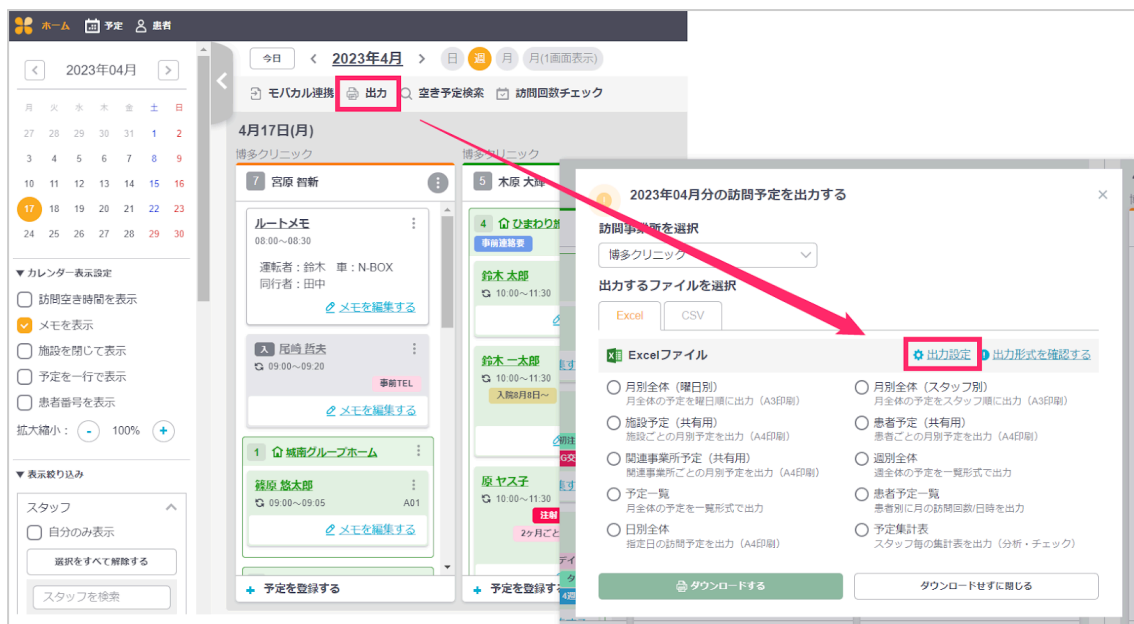 ホーム 予定 患者
2023年04月
月 火 水 木 金 土 日
27 28 29 30 31 1 2
3 4 5 6 7 8 9
10 11 12 13 14 15 16
17 18 19 20 21 22 23
24 25 26 27 28 29 30
▼カレンダー表示設定
訪問空き時間を表示
メモを表示
施設を閉じて表示
予定を一行で表示
患者番号を表示
拡大縮小： - 100% +
▼表示絞り込み
スタッフ
自分のみ表示
選択をすべて解除する
スタッフを検索
今日 < 2023年4月 > 日 週 月 月(1画面表示)
モバカル連携 出力 空き予定検索 訪問回数チェック
4月17日(月)
博多クリニック
7 宮原 智新
ルートメモ
08:00~08:30
運転者：鈴木 車：N-BOX
同行者：田中
メモを編集する
入 尾崎 哲夫
09:00~09:20
事前TEL
メモを編集する
1 城南グループホーム
篠原 悠太郎
09:00~09:05 A01
メモを編集する
+ 予定を登録する
博多クリニック
5 木原 大輝
4 ひまわり
事前連絡要
鈴木 太郎
10:00~11:30
鈴木 一太郎
10:00~11:30
入院8月8日~
原 ヤス子
10:00~11:30
注射
2ヶ月ごと
+ 予定を登録す
2023年04月分の訪問予定を出力する
訪問事業所を選択
博多クリニック
出力するファイルを選択
Excel CSV
Excelファイル 出力設定 出力形式を確認する
月別全体（曜日別）
月全体の予定を曜日順に出力（A3印刷）
月別全体（スタッフ別）
月全体の予定をスタッフ順に出力（A3印刷）
施設予定（共有用）
施設ごとの月別予定を出力（A4印刷）
患者予定（共有用）
患者ごとの月別予定を出力（A4印刷）
関連事業所予定（共有用）
関連事業所ごとの月別予定を出力（A4印刷）
週別全体
週全体の予定を一覧形式で出力
予定一覧
月全体の予定を一覧形式で出力
患者予定一覧
患者別に月の訪問回数/日時を出力
日別全体
指定日の訪問予定を出力（A4印刷）
予定集計表
スタッフ毎の集計表を出力（分析・チェック）
ダウンロードする
ダウンロードせずに閉じる